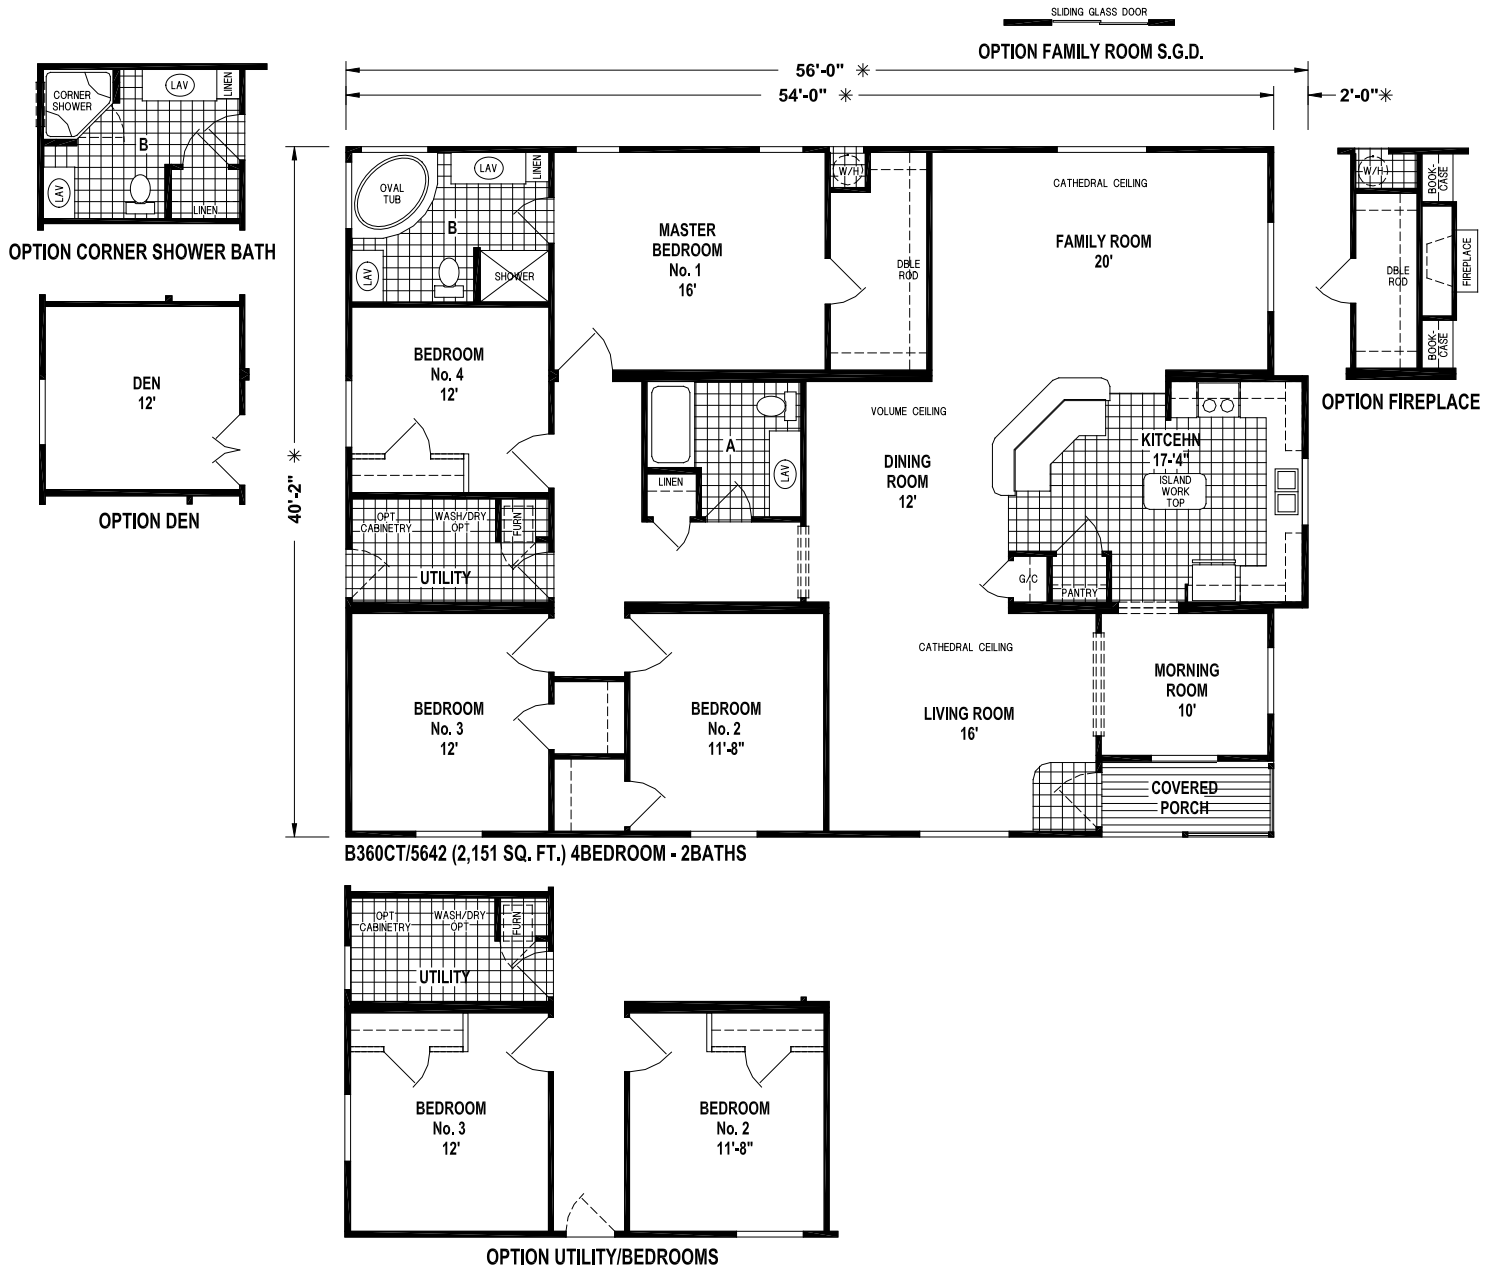 SLIDING GLASS DOOR
OPTION FAMILY ROOM S.G.D.
56'-0" ✳
54'-0" ✳
2'-0"✳
CORNER
SHOWER
LAV
LINEN
B
LAV
LINEN
OPTION CORNER SHOWER BATH
DEN
12'
OPTION DEN
40'-2" ✳
OVAL
TUB
LAV
LINEN
B
LAV
SHOWER
MASTER
BEDROOM
No. 1
16'
W/H
DBLE
ROD
CATHEDRAL CEILING
FAMILY ROOM
20'
W/H
BOOK-
CASE
DBLE
ROD
FIREPLACE
BOOK-
CASE
OPTION FIREPLACE
BEDROOM
No. 4
12'
A
LINEN
LAV
VOLUME CEILING
DINING
ROOM
12'
KITCEHN
17-'4"
ISLAND
WORK
TOP
G/C
PANTRY
OPT
CABINETRY
WASH/DRY
OPT
FURN
UTILITY
BEDROOM
No. 3
12'
BEDROOM
No. 2
11'-8"
CATHEDRAL CEILING
LIVING ROOM
16'
MORNING
ROOM
10'
COVERED
PORCH
B360CT/5642 (2,151 SQ. FT.) 4BEDROOM - 2BATHS
OPT
CABINETRY
WASH/DRY
OPT
FURN
UTILITY
BEDROOM
No. 3
12'
BEDROOM
No. 2
11'-8"
OPTION UTILITY/BEDROOMS